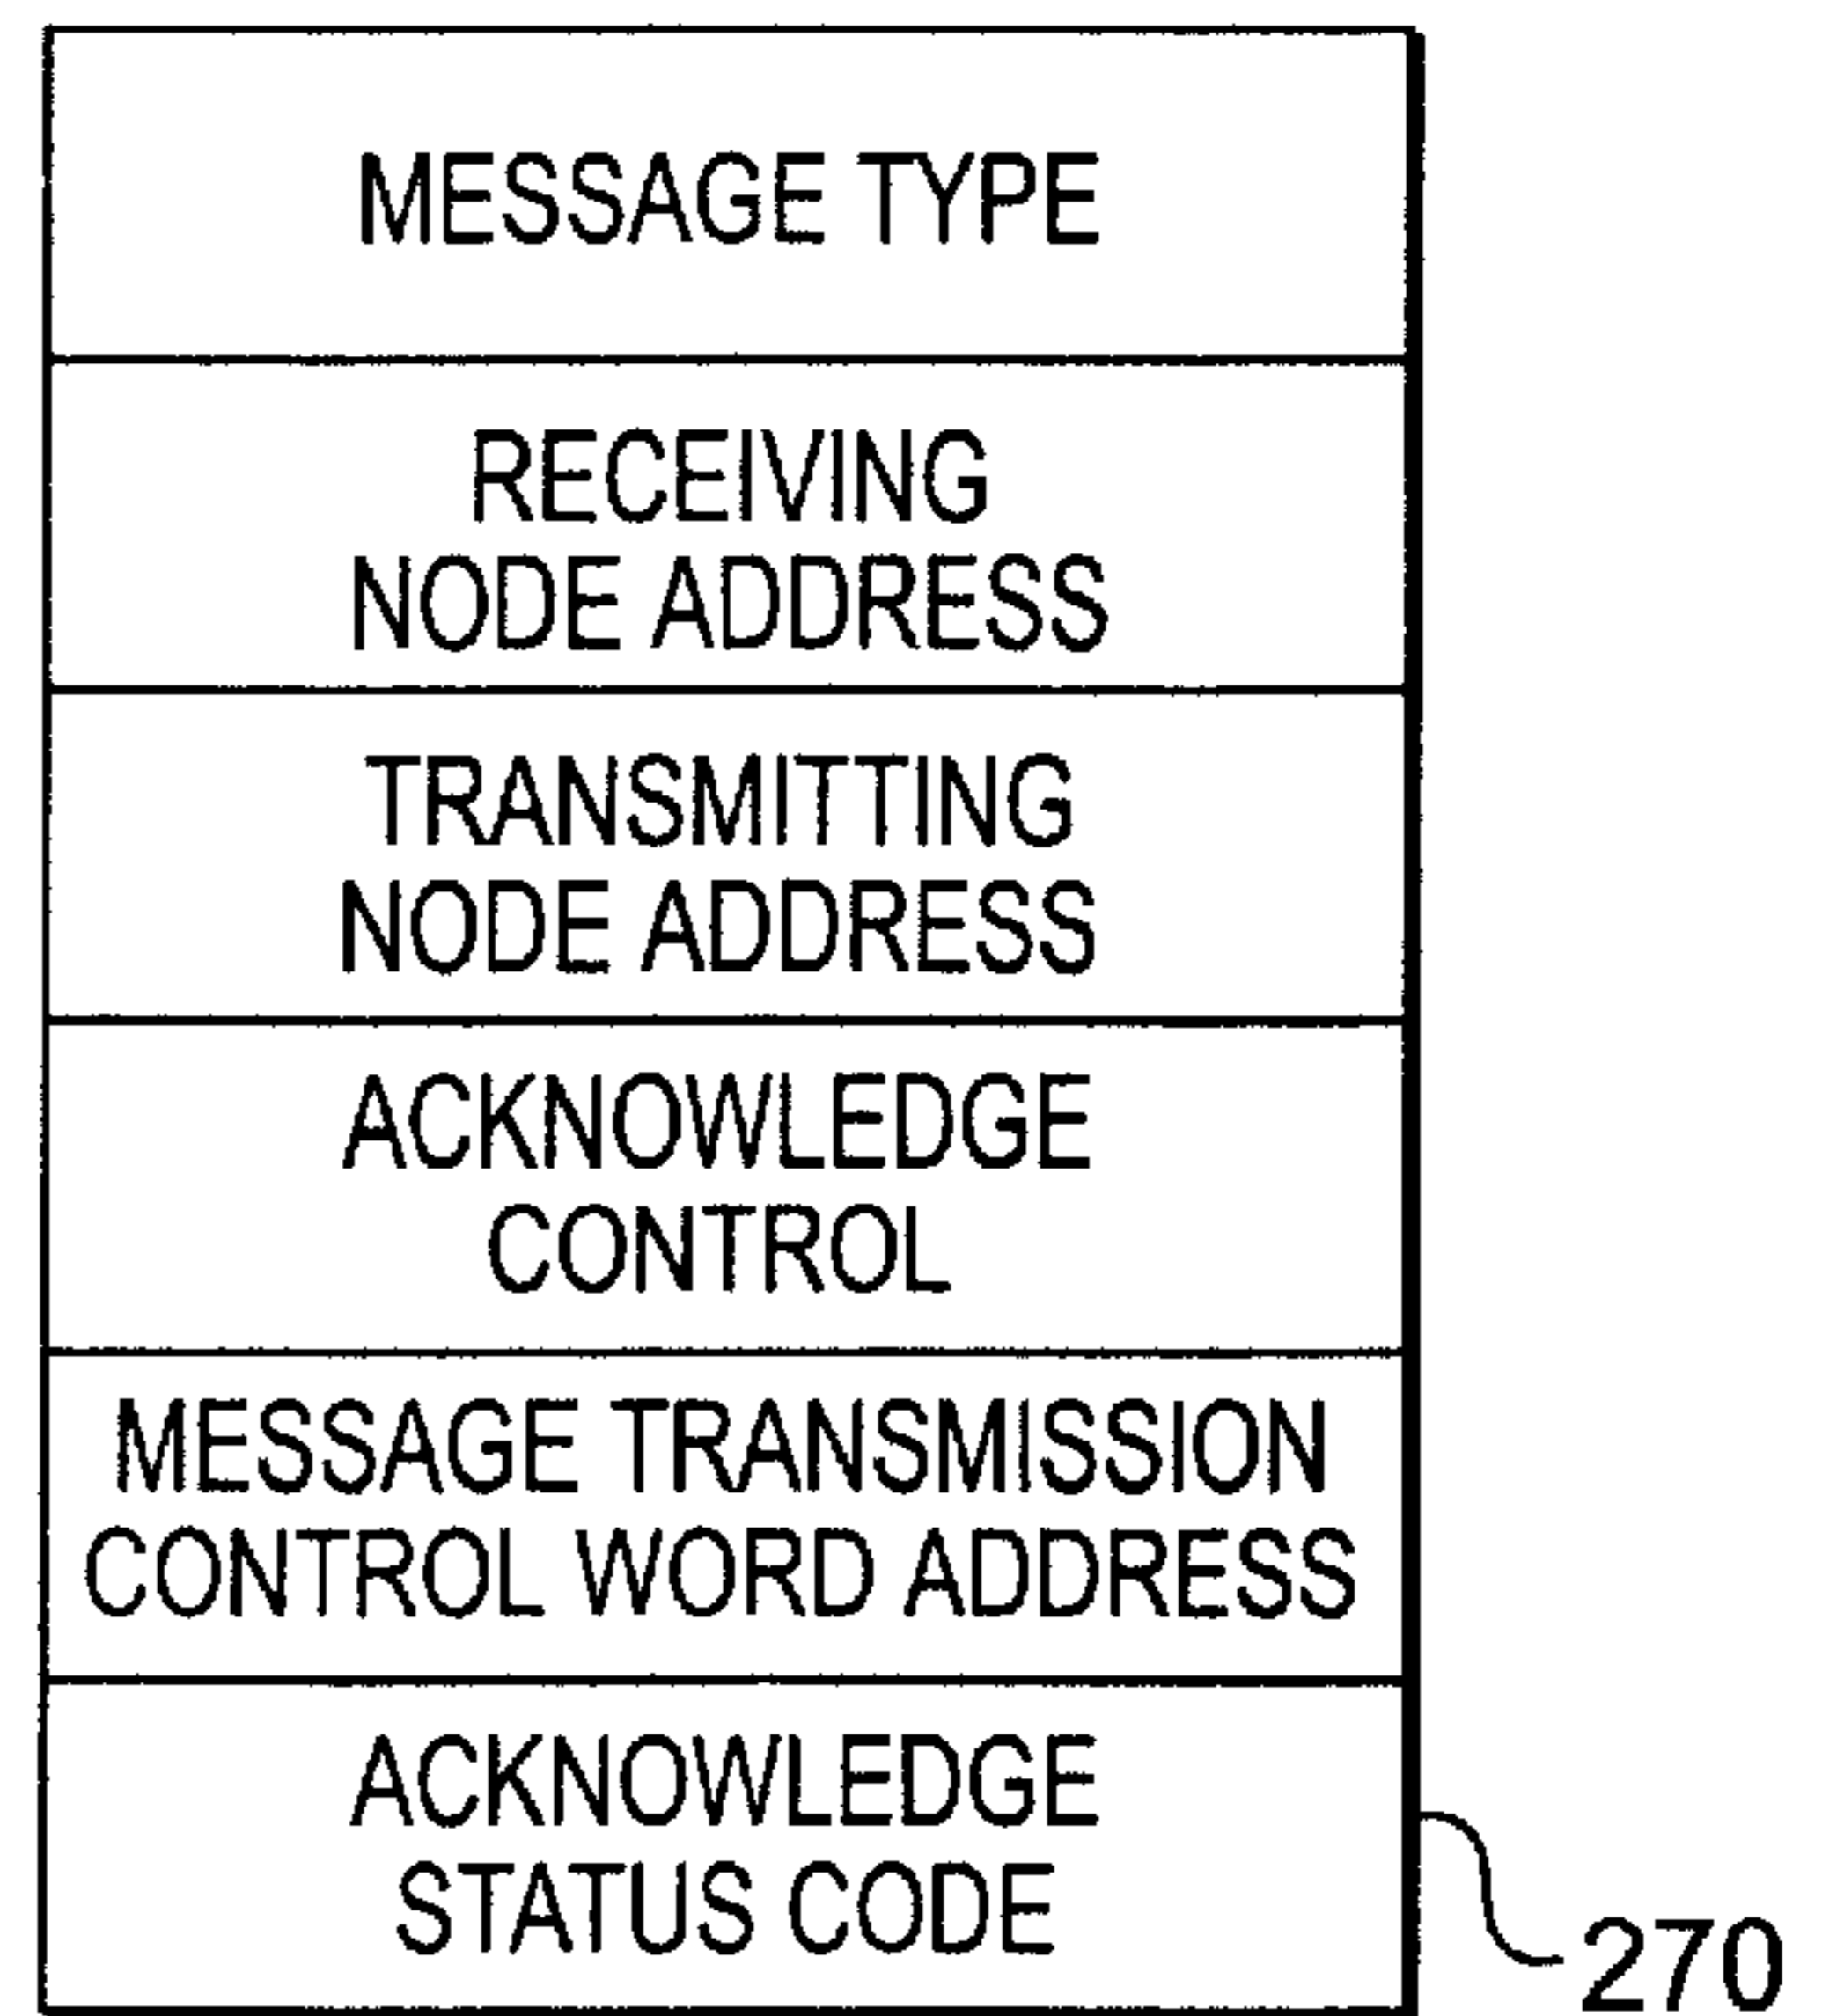 MESSAGE TYPE
RECEIVING
NODE ADDRESS
TRANSMITTING
NODE ADDRESS
ACKNOWLEDGE
CONTROL
MESSAGE TRANSMISSION
CONTROL WORD ADDRESS
ACKNOWLEDGE
STATUS CODE
270